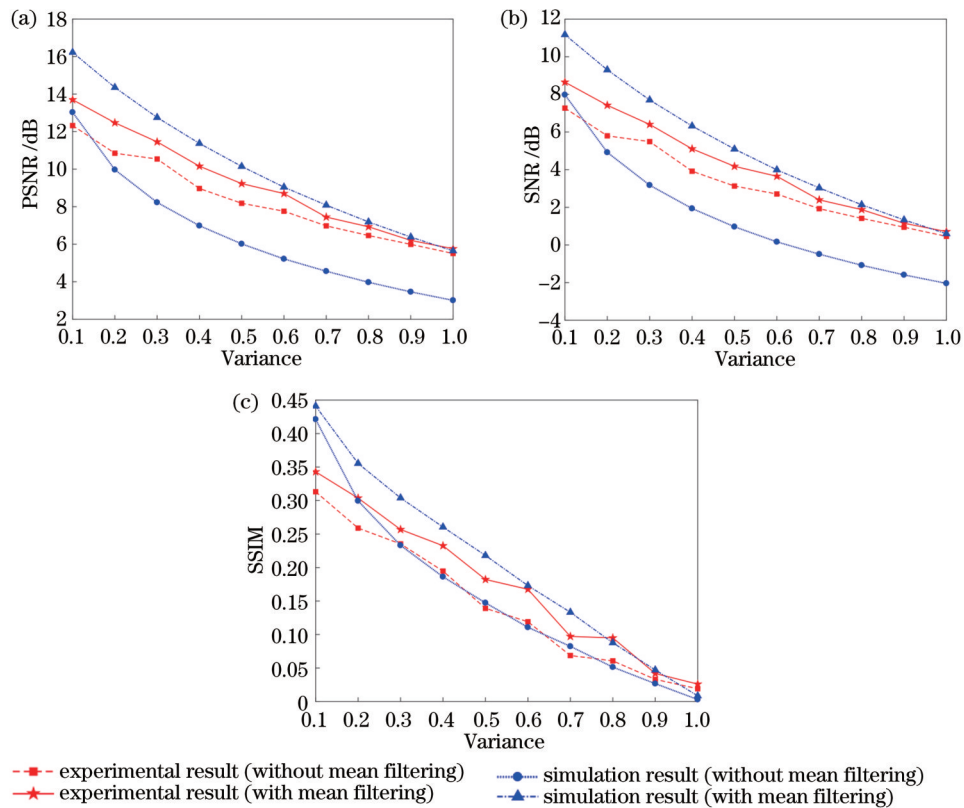 (a)
18
16
14
12
10
8
6
4
2
PSNR /dB
0.1 0.2 0.3 0.4 0.5 0.6 0.7 0.8 0.9 1.0
Variance
(b)
12
10
8
6
4
2
0
−2
−4
SNR /dB
0.1 0.2 0.3 0.4 0.5 0.6 0.7 0.8 0.9 1.0
Variance
(c)
0.45
0.40
0.35
0.30
0.25
0.20
0.15
0.10
0.05
0
SSIM
0.1 0.2 0.3 0.4 0.5 0.6 0.7 0.8 0.9 1.0
Variance
experimental result (without mean filtering)
experimental result (with mean filtering)
simulation result (without mean filtering)
simulation result (with mean filtering)